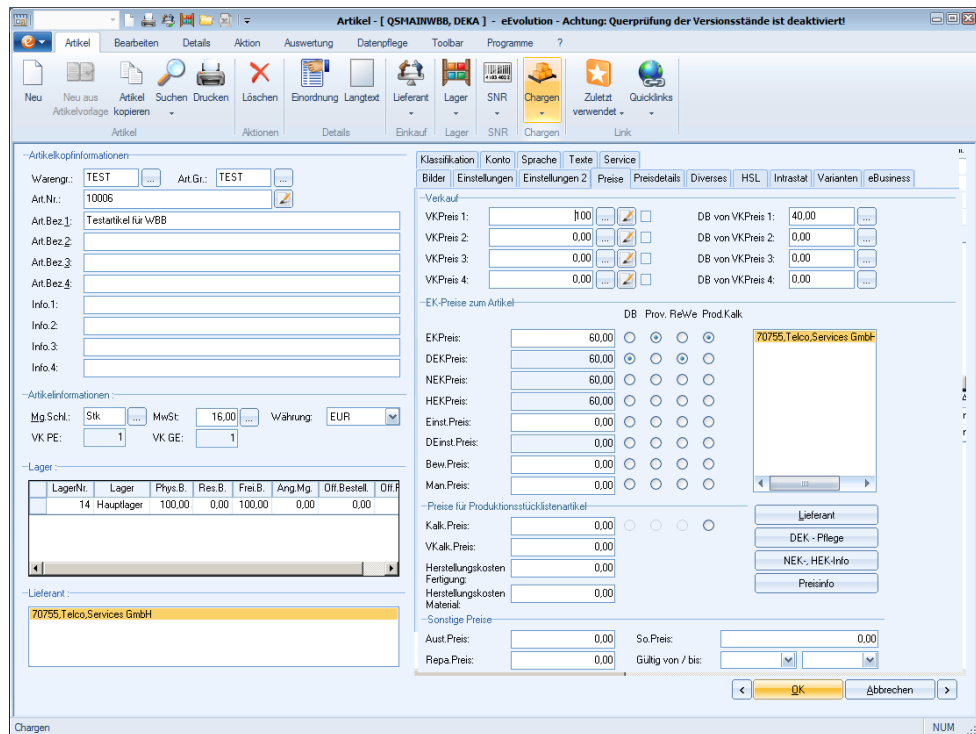 Artikel - [ QSMAINWBB, DEKA ] - eEvolution - Achtung: Querprüfung der Versionsstände ist deaktiviert!
Artikel Bearbeiten Details Aktion Auswertung Datenpflege Toolbar Programme ?
Neu
Neu aus Artikelvorlage
Artikel kopieren
Suchen
Drucken
Löschen
Einordnung
Langtext
Lieferant
Lager
SNR
Chargen
Zuletzt verwendet
Quicklinks
Artikel Aktionen Details Einkauf Lager SNR Chargen Link
Artikelkopfinformationen
Warengr.: TEST ... Art.Gr.: TEST ...
Art.Nr.: 10006
Art.Bez.1: Testartikel für WBB
Art.Bez.2:
Art.Bez.3:
Art.Bez.4:
Info.1:
Info.2:
Info.3:
Info.4:
Artikelinformationen :
Mg.Schl.: Stk ... MwSt: 16,00 ... Währung: EUR
VK PE: 1 VK GE: 1
Lager :
LagerNr. Lager Phys.B. Res.B. Frei.B. Ang.Mg. Off.Bestell. Off.F
14 Hauptlager 100,00 0,00 100,00 0,00 0,00
Lieferant :
70755,Telco,Services GmbH
Klassifikation Konto Sprache Texte Service
Bilder Einstellungen Einstellungen 2 Preise Preisdetails Diverses HSL Intrastat Varianten eBusiness
Verkauf
VKPreis 1: 100 ... DB von VKPreis 1: 40,00 ...
VKPreis 2: 0,00 ... DB von VKPreis 2: 0,00 ...
VKPreis 3: 0,00 ... DB von VKPreis 3: 0,00 ...
VKPreis 4: 0,00 ... DB von VKPreis 4: 0,00 ...
EK-Preise zum Artikel
DB Prov. ReWe Prod.Kalk
EKPreis: 60,00
DEKPreis: 60,00
NEKPreis: 60,00
HEKPreis: 60,00
Einst.Preis: 0,00
DEinst.Preis: 0,00
Bew.Preis: 0,00
Man.Preis: 0,00
70755,Telco,Services GmbH
Preise für Produktionsstücklistenartikel
Kalk.Preis: 0,00
VKalk.Preis: 0,00
Herstellungskosten Fertigung: 0,00
Herstellungskosten Material: 0,00
Lieferant
DEK - Pflege
NEK-, HEK-Info
Preisinfo
Sonstige Preise
Aust.Preis: 0,00 So.Preis: 0,00
Repa.Preis: 0,00 Gültig von / bis:
< OK Abbrechen >
Chargen NUM